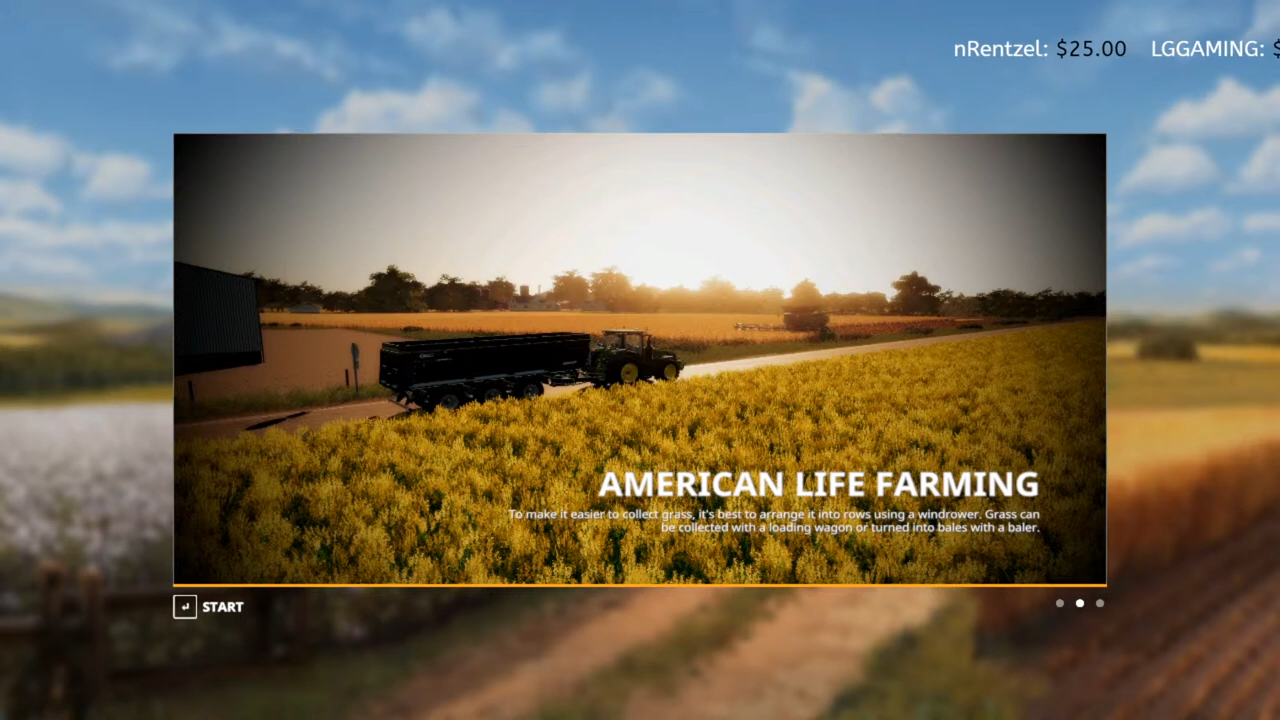 nRentzel: $25.00 LGGAMING: $
AMERICAN LIFE FARMING
To make it easier to collect grass, it's best to arrange it into rows using a windrower. Grass can
be collected with a loading wagon or turned into bales with a baler.
START